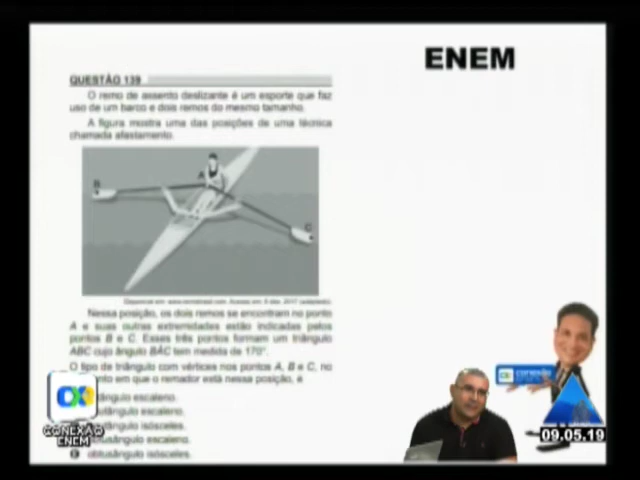 ENEM
QUESTÃO 139
O remo de assento deslizante é um esporte que faz
uso de um barco e dois remos do mesmo tamanho.
A figura mostra uma das posições de uma técnica
chamada afastamento.
A
B
C
Disponível em: www.remobrasil.com. Acesso em: 6 dez. 2017 (adaptado).
Nessa posição, os dois remos se encontram no ponto
A e suas outras extremidades estão indicadas pelos
pontos B e C. Esses três pontos formam um triângulo
ABC cujo ângulo BÂC tem medida de 170°.
O tipo de triângulo com vértices nos pontos A, B e C, no
em que o remador está nessa posição, é
escaleno.
escaleno.
isósceles.
escaleno.
obtusângulo isósceles.
conexão
CONEXÃO
ENEM
09.05.19